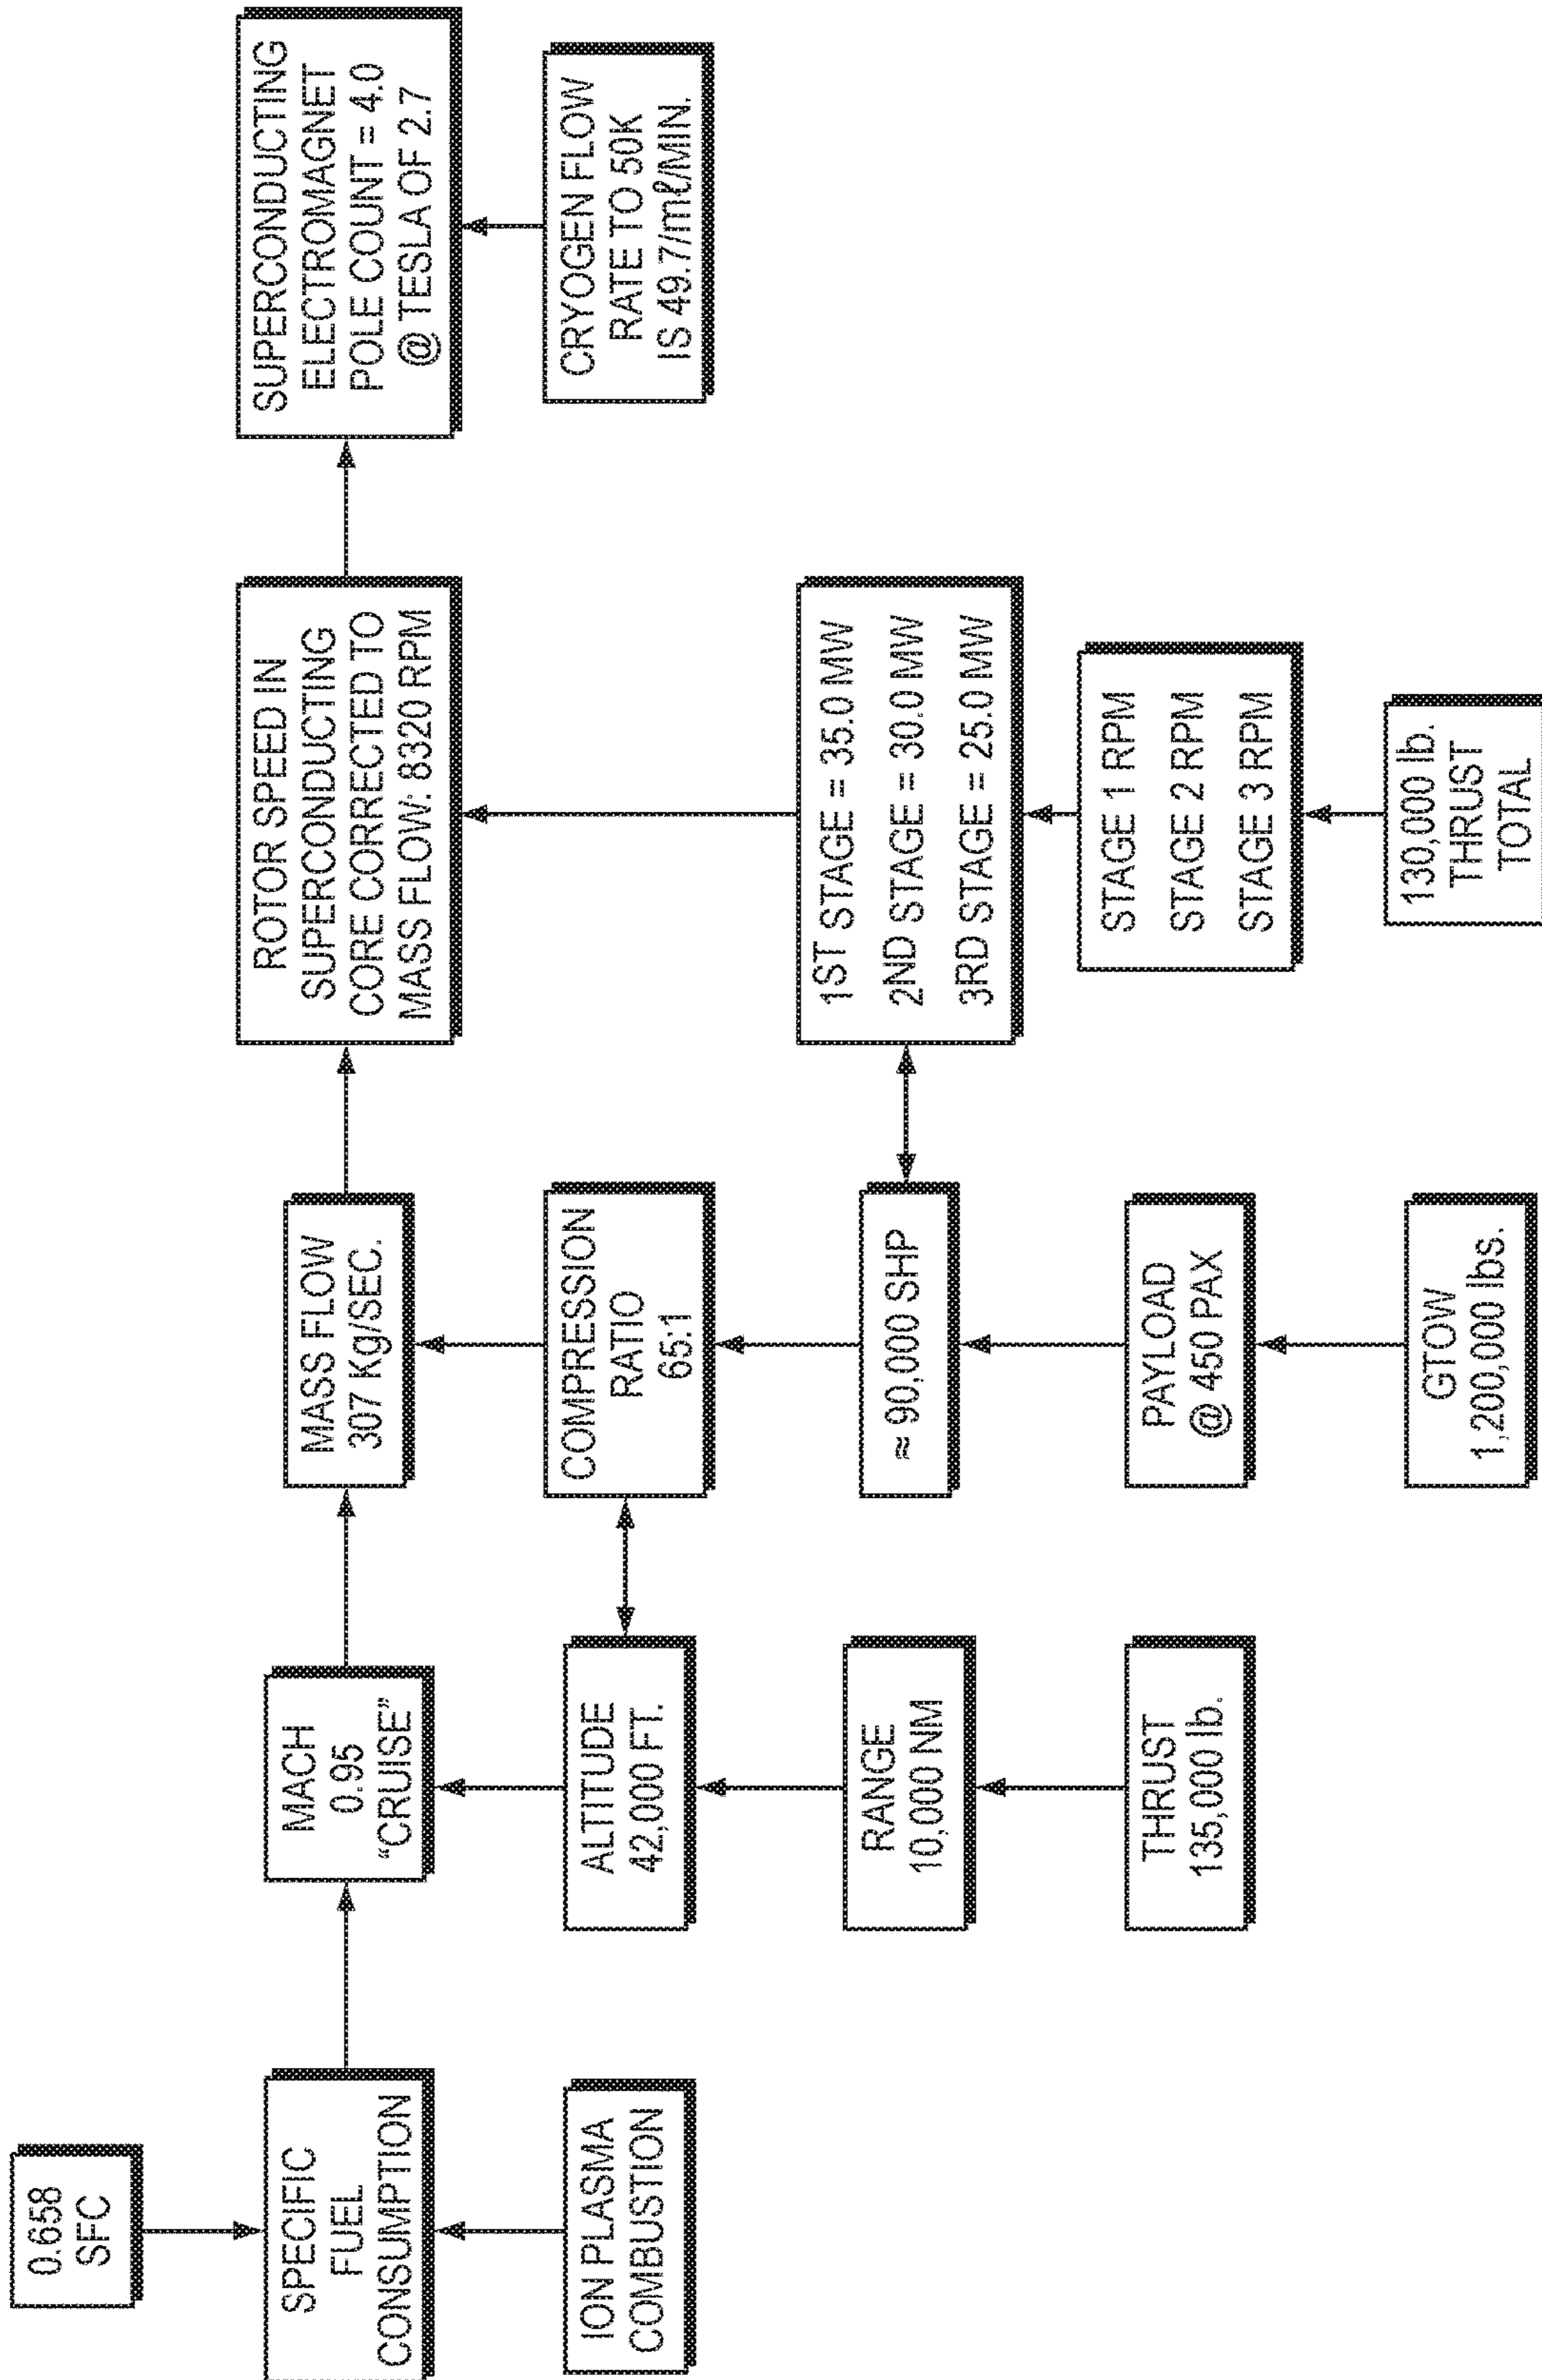 0.658
SFC
SPECIFIC
FUEL
CONSUMPTION
ION PLASMA
COMBUSTION
MACH
0.95
“CRUISE”
ALTITUDE
42,000 FT.
RANGE
10,000 NM
THRUST
135,000 lb.
MASS FLOW
307 Kg/SEC.
COMPRESSION
RATIO
65:1
≈ 90,000 SHP
PAYLOAD
@ 450 PAX
GTOW
1,200,000 lbs.
ROTOR SPEED IN
SUPERCONDUCTING
CORE CORRECTED TO
MASS FLOW: 8320 RPM
1ST STAGE = 35.0 MW
2ND STAGE = 30.0 MW
3RD STAGE = 25.0 MW
STAGE 1 RPM
STAGE 2 RPM
STAGE 3 RPM
130,000 lb.
THRUST
TOTAL
SUPERCONDUCTING
ELECTROMAGNET
POLE COUNT = 4.0
@ TESLA OF 2.7
CRYOGEN FLOW
RATE TO 50K
IS 49.7/mℓ/MIN.